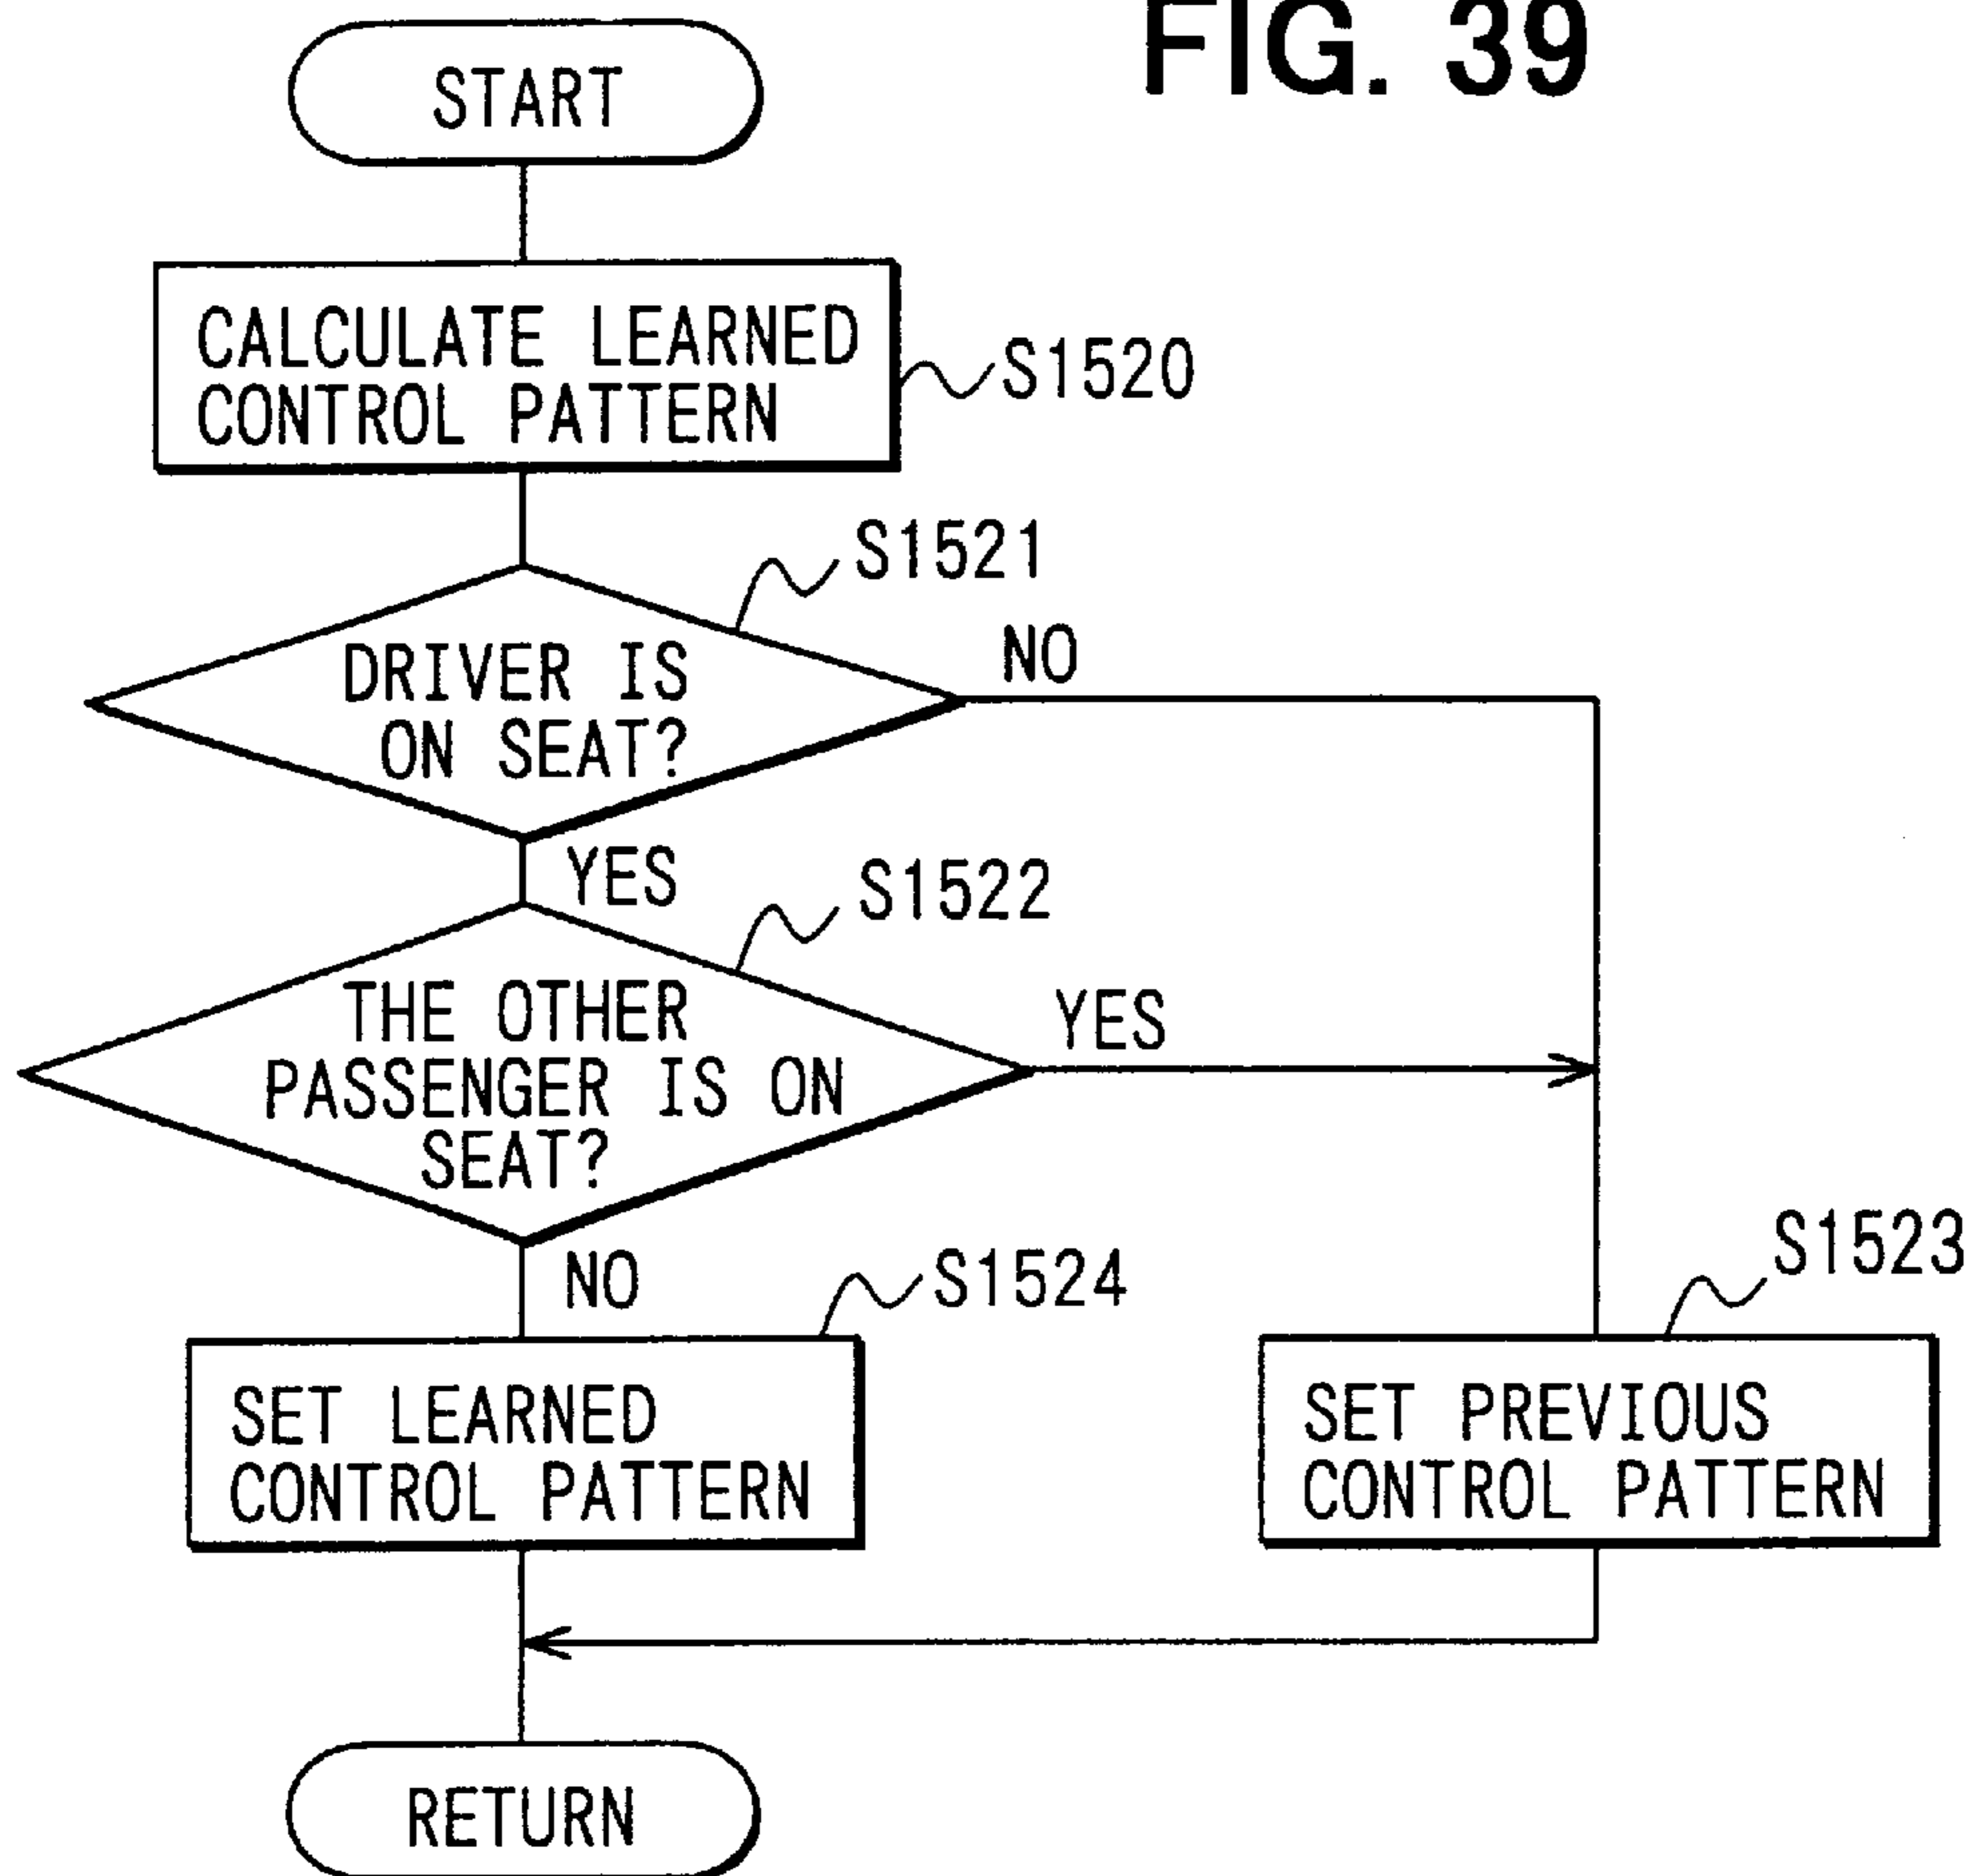 FIG. 39
START
CALCULATE LEARNED
CONTROL PATTERN
S1520
S1521
DRIVER IS
ON SEAT?
NO
YES
S1522
THE OTHER
PASSENGER IS ON
SEAT?
YES
NO
S1524
S1523
SET LEARNED
CONTROL PATTERN
SET PREVIOUS
CONTROL PATTERN
RETURN